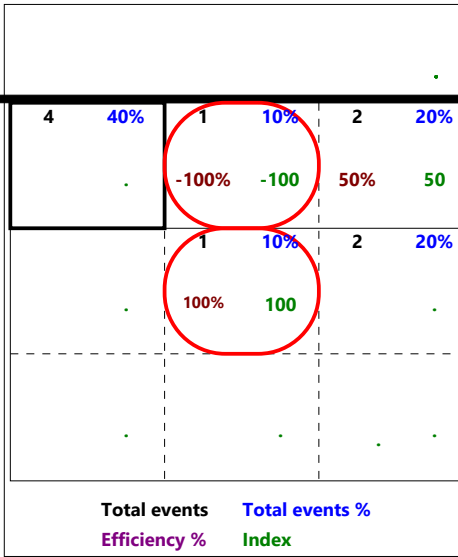 4 40% 1 10% 2 20%
. -100% -100 50% 50
1 10% 2 20%
. 100% 100 .
. . . .
Total events Total events %
Efficiency % Index